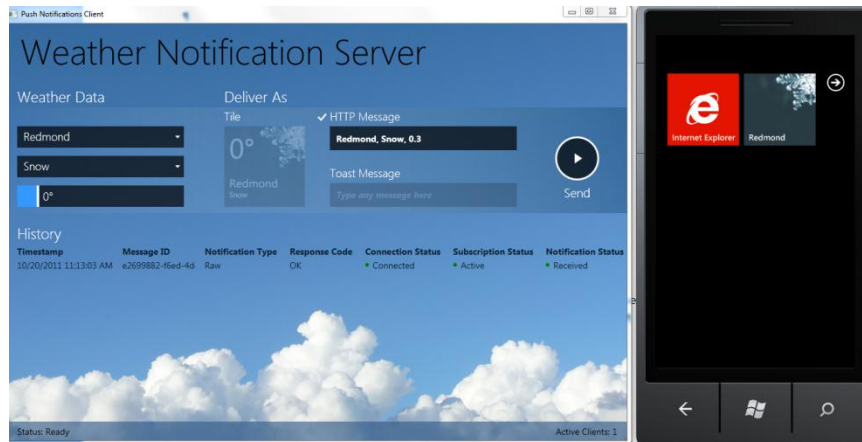 Push Notifications Client
Weather Notification Server
Weather Data
Deliver As
Tile
HTTP Message
Redmond
Redmond, Snow, 0.3
0°
Snow
Toast Message
Redmond
Snow
Type any message here
0°
Send
History
Timestamp Message ID Notification Type Response Code Connection Status Subscription Status Notification Status
10/20/2011 11:13:03 AM e2699882-f6ed-4d Raw OK Connected Active Received
Status: Ready
Active Clients: 1
Internet Explorer
Redmond